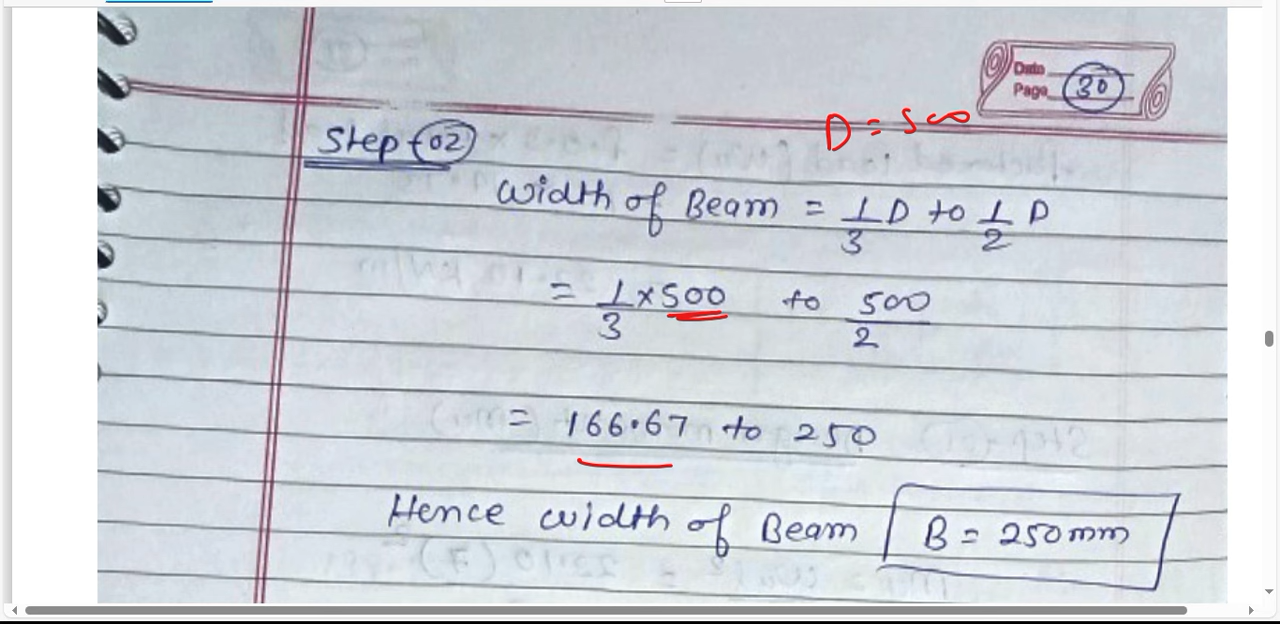 Date
Page 30
D = 500
Step-02
Width of Beam = 1/3 D to 1/2 D
= 1/3 × 500 to 500/2
= 166.67 to 250
Hence width of Beam B = 250mm